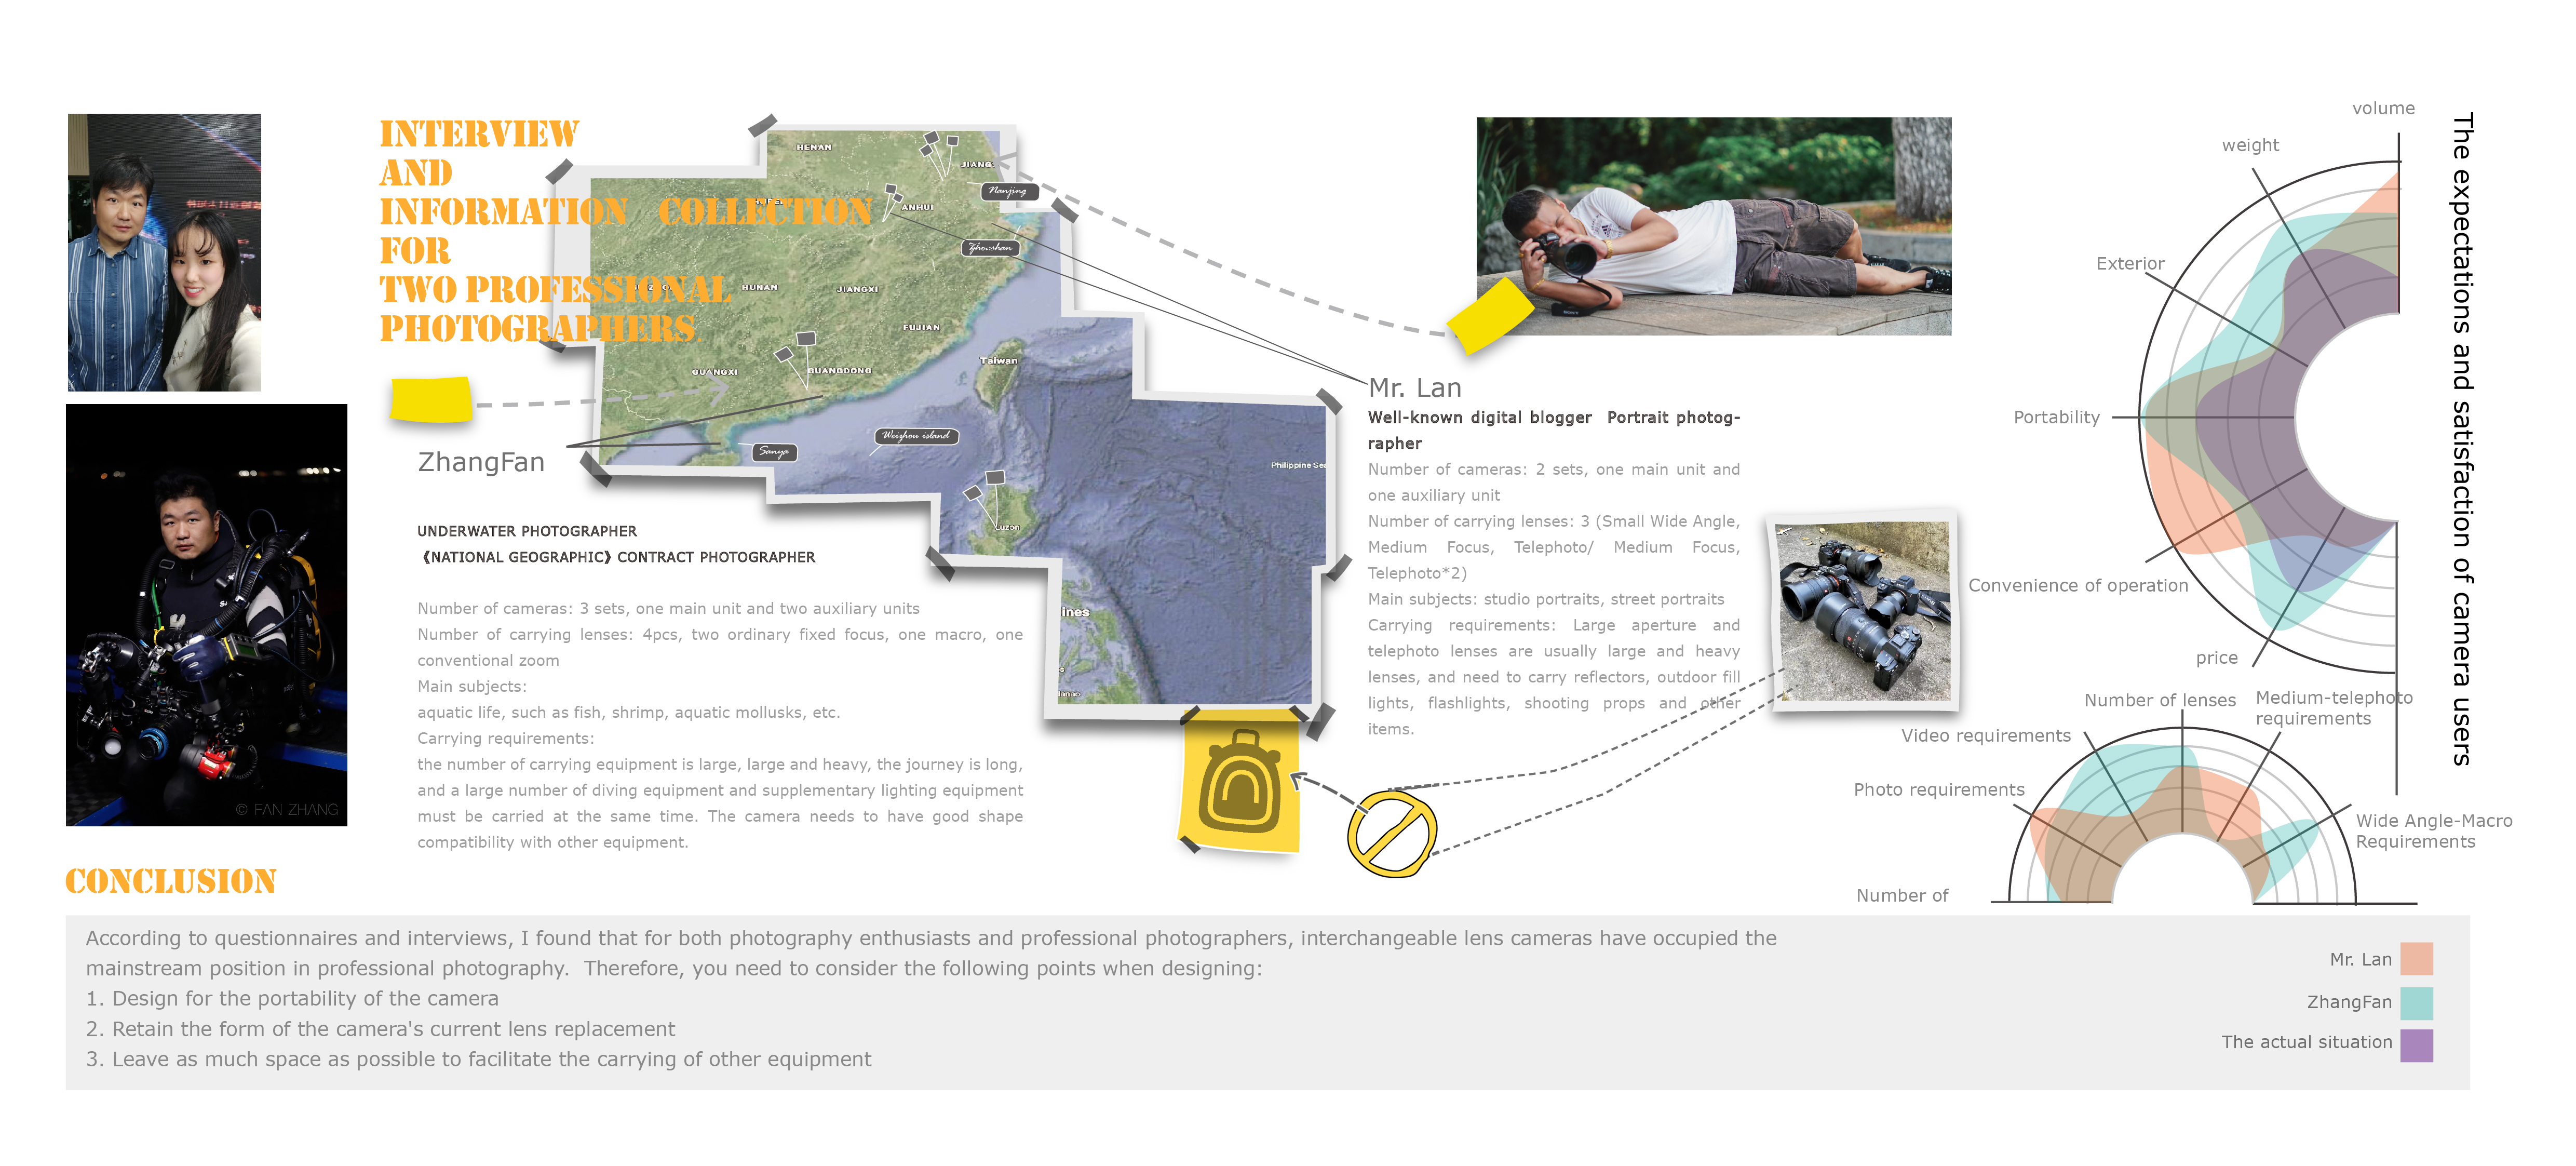 INTERVIEW
AND
INFORMATION COLLECTION
FOR
TWO PROFESSIONAL
PHOTOGRAPHERS.
HENAN
JIANG
Nanjing
ANHUI
Zhoushan
HUNAN
JIANGXI
FUJIAN
Taiwan
GUANGXI
GUANGDONG
Sanya
Weizhou island
Luzon
Philippine Se
ines
ZhangFan
UNDERWATER PHOTOGRAPHER
《NATIONAL GEOGRAPHIC》CONTRACT PHOTOGRAPHER
Number of cameras: 3 sets, one main unit and two auxiliary units
Number of carrying lenses: 4pcs, two ordinary fixed focus, one macro, one
conventional zoom
Main subjects:
aquatic life, such as fish, shrimp, aquatic mollusks, etc.
Carrying requirements:
the number of carrying equipment is large, large and heavy, the journey is long,
and a large number of diving equipment and supplementary lighting equipment
must be carried at the same time. The camera needs to have good shape
compatibility with other equipment.
© FAN ZHANG
Mr. Lan
Well-known digital blogger Portrait photog-
rapher
Number of cameras: 2 sets, one main unit and
one auxiliary unit
Number of carrying lenses: 3 (Small Wide Angle,
Medium Focus, Telephoto/ Medium Focus,
Telephoto*2)
Main subjects: studio portraits, street portraits
Carrying requirements: Large aperture and
telephoto lenses are usually large and heavy
lenses, and need to carry reflectors, outdoor fill
lights, flashlights, shooting props and other
items.
The expectations and satisfaction of camera users
volume
weight
Exterior
Portability
Convenience of operation
price
Number of lenses
Medium-telephoto
requirements
Video requirements
Photo requirements
Wide Angle-Macro
Requirements
Number of
CONCLUSION
According to questionnaires and interviews, I found that for both photography enthusiasts and professional photographers, interchangeable lens cameras have occupied the
mainstream position in professional photography. Therefore, you need to consider the following points when designing:
1. Design for the portability of the camera
2. Retain the form of the camera's current lens replacement
3. Leave as much space as possible to facilitate the carrying of other equipment
Mr. Lan
ZhangFan
The actual situation